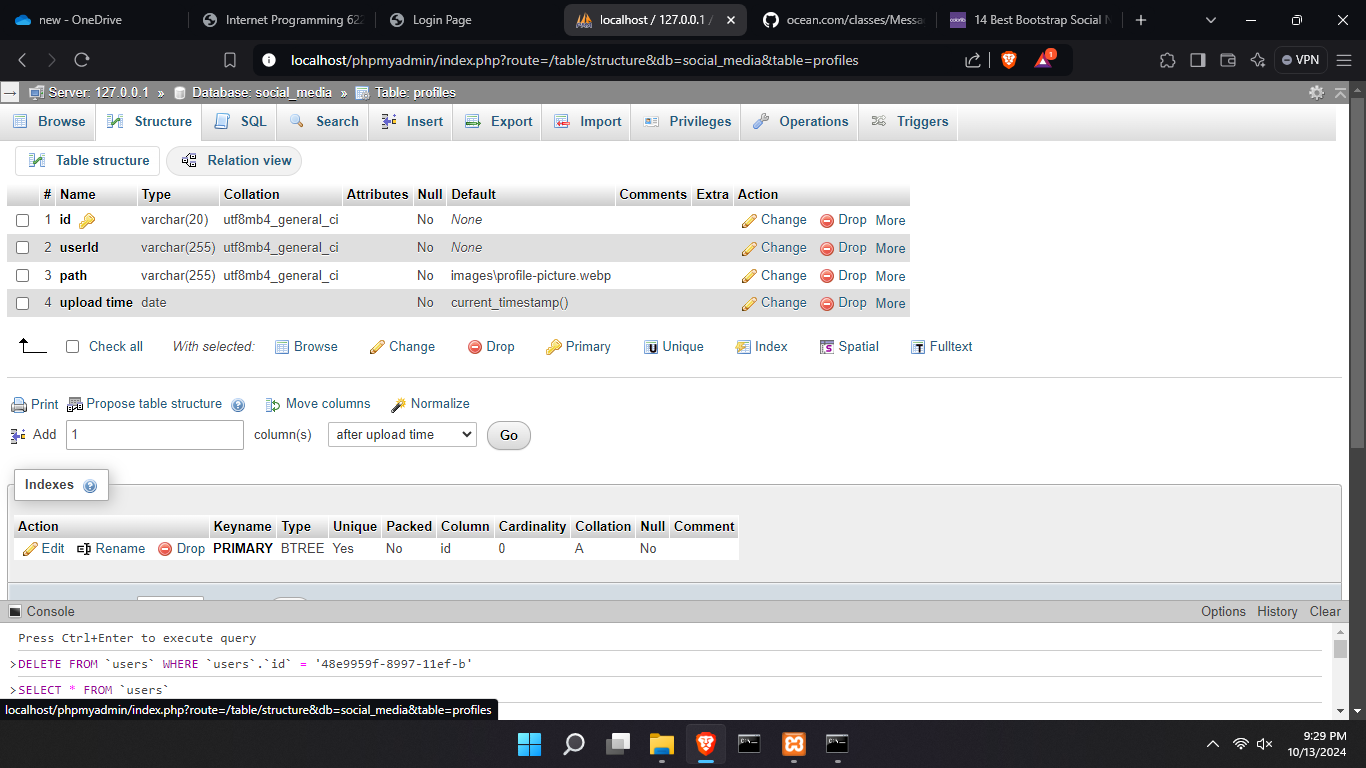 new - OneDrive
Internet Programming 622
Login Page
localhost / 127.0.0.1 /
ocean.com/classes/Messa
14 Best Bootstrap Social N
localhost/phpmyadmin/index.php?route=/table/structure&db=social_media&table=profiles
1
VPN
Server: 127.0.0.1 » Database: social_media » Table: profiles
Browse Structure SQL Search Insert Export Import Privileges Operations Triggers
Table structure Relation view
# Name Type Collation Attributes Null Default Comments Extra Action
1 id varchar(20) utf8mb4_general_ci No None Change Drop More
2 userId varchar(255) utf8mb4_general_ci No None Change Drop More
3 path varchar(255) utf8mb4_general_ci No images\profile-picture.webp Change Drop More
4 upload time date No current_timestamp() Change Drop More
Check all With selected: Browse Change Drop Primary Unique Index Spatial Fulltext
Print Propose table structure Move columns Normalize
Add 1 column(s) after upload time Go
Indexes
Action Keyname Type Unique Packed Column Cardinality Collation Null Comment
Edit Rename Drop PRIMARY BTREE Yes No id 0 A No
Console Options History Clear
Press Ctrl+Enter to execute query
>DELETE FROM `users` WHERE `users`.`id` = '48e9959f-8997-11ef-b'
>SELECT * FROM `users`
localhost/phpmyadmin/index.php?route=/table/structure&db=social_media&table=profiles
9:29 PM
10/13/2024